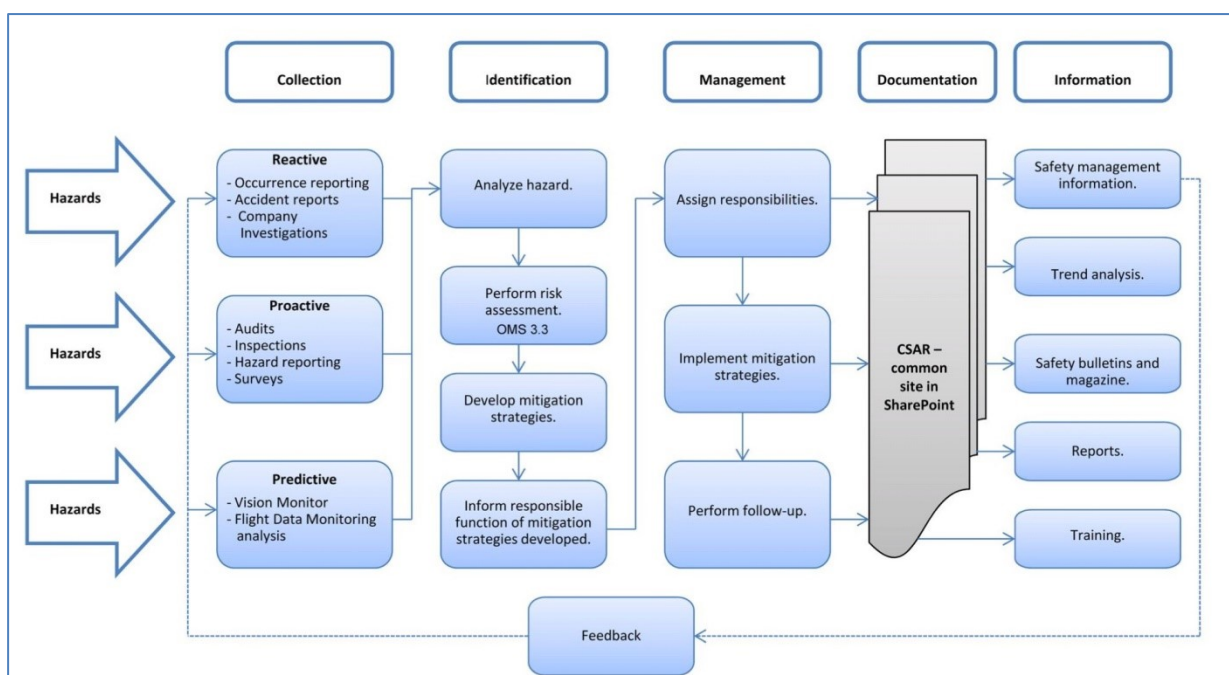 Collection
Identification
Management
Documentation
Information
Hazards
Reactive
- Occurrence reporting
- Accident reports
- Company
Investigations
Hazards
Proactive
- Audits
- Inspections
- Hazard reporting
- Surveys
Hazards
Predictive
- Vision Monitor
- Flight Data Monitoring
analysis
Analyze hazard.
Perform risk
assessment.
OMS 3.3
Develop mitigation
strategies.
Inform responsible
function of mitigation
strategies developed.
Assign responsibilities.
Implement mitigation
strategies.
Perform follow-up.
CSAR –
common
site in
SharePoint
Safety management
information.
Trend analysis.
Safety bulletins and
magazine.
Reports.
Training.
Feedback